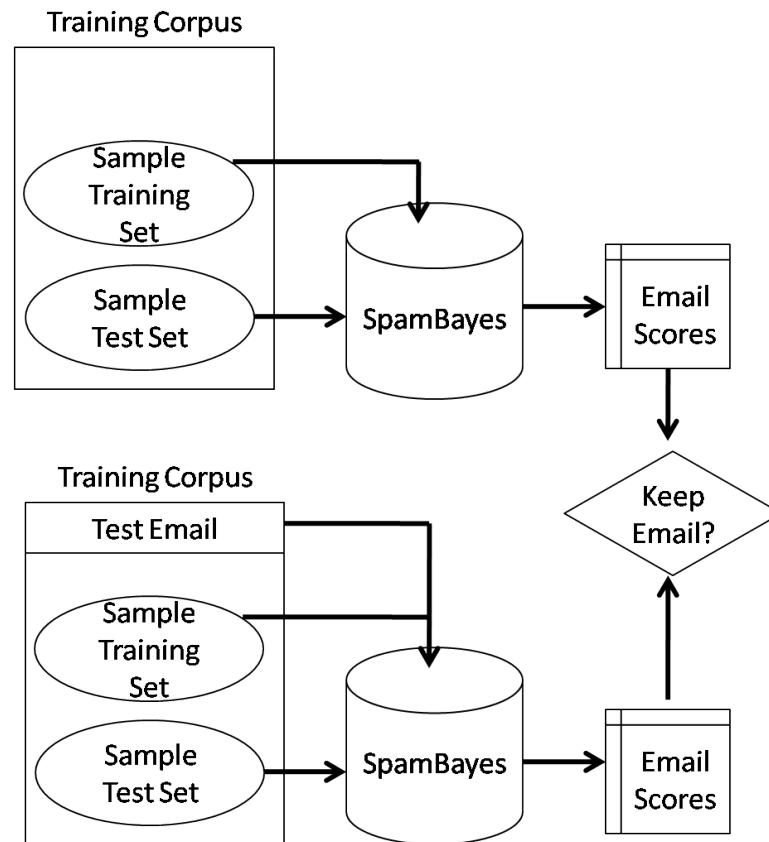 Training Corpus
Sample
Training
Set
Sample
Test Set
SpamBayes
Email
Scores
Keep
Email?
Training Corpus
Test Email
Sample
Training
Set
Sample
Test Set
SpamBayes
Email
Scores